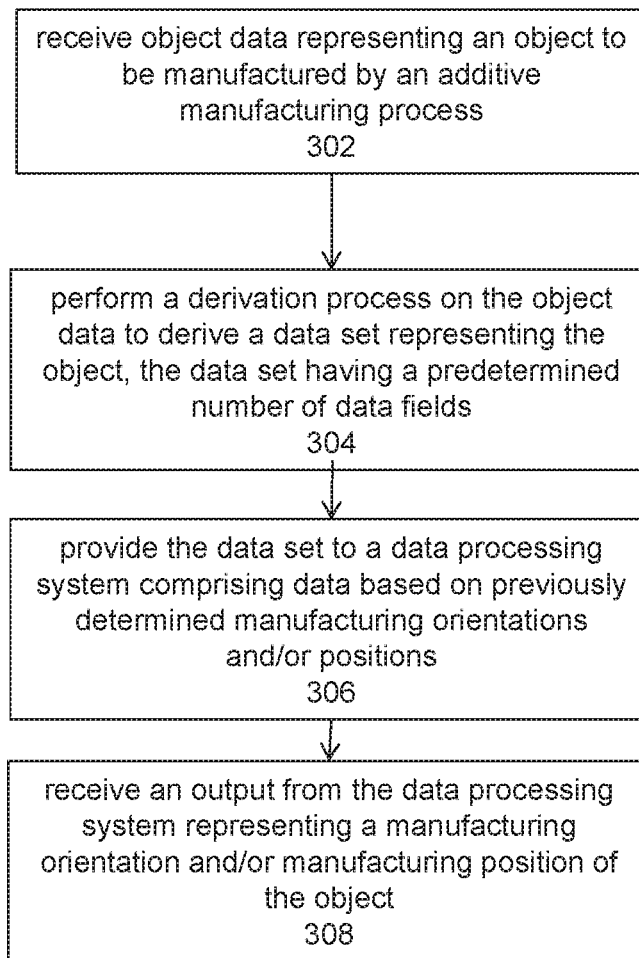 receive object data representing an object to
be manufactured by an additive
manufacturing process
302
perform a derivation process on the object
data to derive a data set representing the
object, the data set having a predetermined
number of data fields
304
provide the data set to a data processing
system comprising data based on previously
determined manufacturing orientations
and/or positions
306
receive an output from the data processing
system representing a manufacturing
orientation and/or manufacturing position of
the object
308